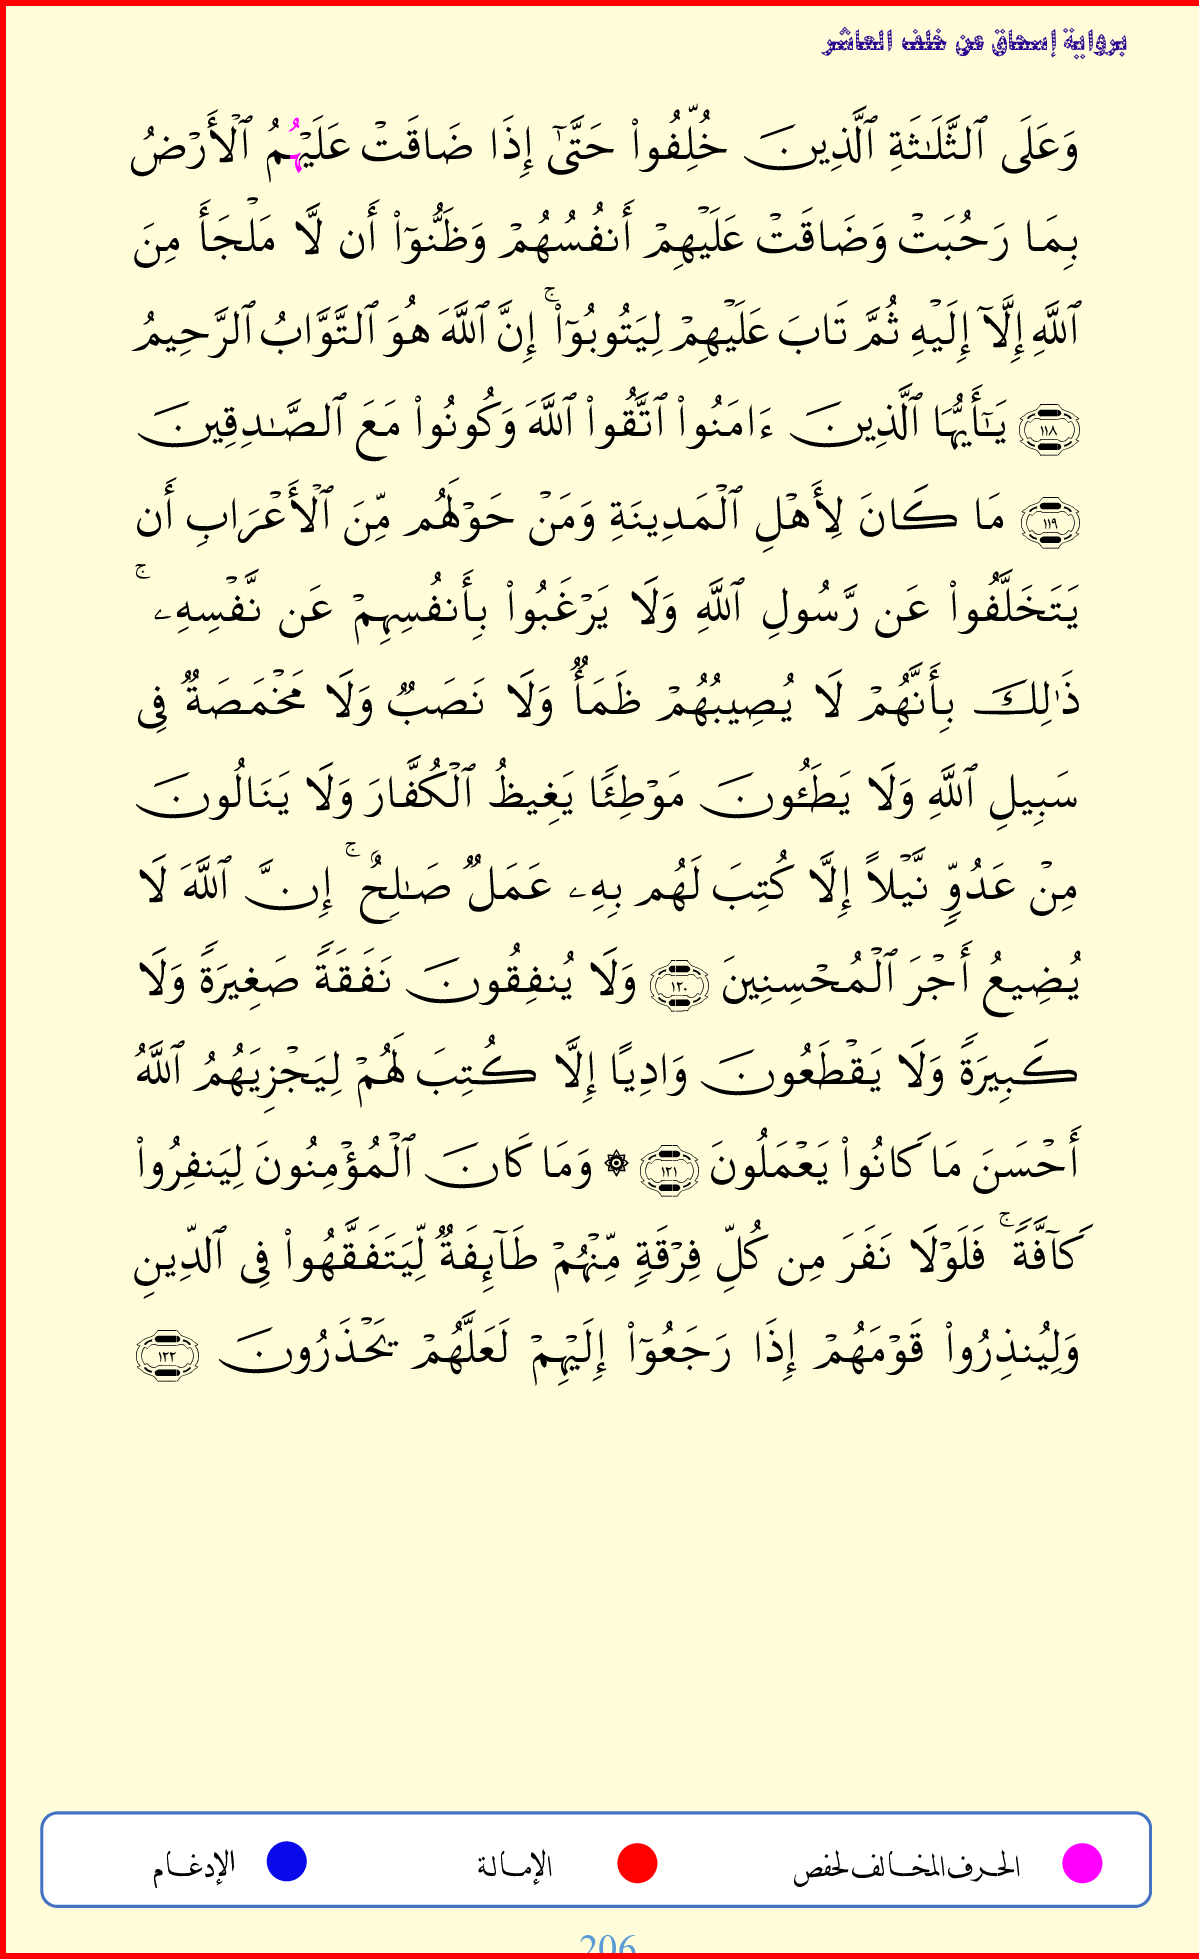 برواية إسحاق عن خلف العاشر
وَعَلَى ٱلثَّلَٰثَةِ ٱلَّذِينَ خُلِّفُوا۟ حَتَّىٰٓ إِذَا ضَاقَتْ عَلَيْهُمُ ٱلْأَرْضُ
بِمَا رَحُبَتْ وَضَاقَتْ عَلَيْهِمْ أَنفُسُهُمْ وَظَنُّوٓا۟ أَن لَّا مَلْجَأَ مِنَ
ٱللَّهِ إِلَّآ إِلَيْهِ ثُمَّ تَابَ عَلَيْهِمْ لِيَتُوبُوٓا۟ ۚ إِنَّ ٱللَّهَ هُوَ ٱلتَّوَّابُ ٱلرَّحِيمُ
١١٨ يَٰٓأَيُّهَا ٱلَّذِينَ ءَامَنُوا۟ ٱتَّقُوا۟ ٱللَّهَ وَكُونُوا۟ مَعَ ٱلصَّٰدِقِينَ
١١٩ مَا كَانَ لِأَهْلِ ٱلْمَدِينَةِ وَمَنْ حَوْلَهُم مِّنَ ٱلْأَعْرَابِ أَن
يَتَخَلَّفُوا۟ عَن رَّسُولِ ٱللَّهِ وَلَا يَرْغَبُوا۟ بِأَنفُسِهِمْ عَن نَّفْسِهِۦ ۚ
ذَٰلِكَ بِأَنَّهُمْ لَا يُصِيبُهُمْ ظَمَأٌ وَلَا نَصَبٌ وَلَا مَخْمَصَةٌ فِى
سَبِيلِ ٱللَّهِ وَلَا يَطَـُٔونَ مَوْطِئًا يَغِيظُ ٱلْكُفَّارَ وَلَا يَنَالُونَ
مِنْ عَدُوٍّ نَّيْلًا إِلَّا كُتِبَ لَهُم بِهِۦ عَمَلٌ صَٰلِحٌ ۚ إِنَّ ٱللَّهَ لَا
يُضِيعُ أَجْرَ ٱلْمُحْسِنِينَ ١٢٠ وَلَا يُنفِقُونَ نَفَقَةً صَغِيرَةً وَلَا
كَبِيرَةً وَلَا يَقْطَعُونَ وَادِيًا إِلَّا كُتِبَ لَهُمْ لِيَجْزِيَهُمُ ٱللَّهُ
أَحْسَنَ مَا كَانُوا۟ يَعْمَلُونَ ١٢١ ۞ وَمَا كَانَ ٱلْمُؤْمِنُونَ لِيَنفِرُوا۟
كَآفَّةً ۚ فَلَوْلَا نَفَرَ مِن كُلِّ فِرْقَةٍ مِّنْهُمْ طَآئِفَةٌ لِّيَتَفَقَّهُوا۟ فِى ٱلدِّينِ
وَلِيُنذِرُوا۟ قَوْمَهُمْ إِذَا رَجَعُوٓا۟ إِلَيْهِمْ لَعَلَّهُمْ يَحْذَرُونَ ١٢٢
الحرف المخالف لحفص الإمالة الإدغام
206